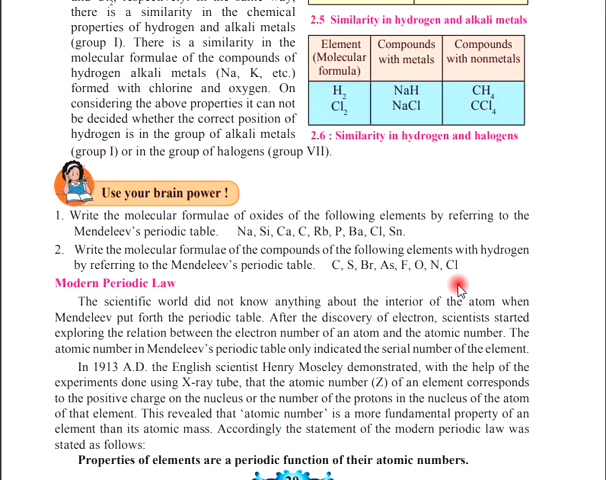 there is a similarity in the chemical
properties of hydrogen and alkali metals
(group I). There is a similarity in the
molecular formulae of the compounds of
hydrogen alkali metals (Na, K, etc.)
formed with chlorine and oxygen. On
considering the above properties it can not
be decided whether the correct position of
hydrogen is in the group of alkali metals
(group I) or in the group of halogens (group VII).
2.5 Similarity in hydrogen and alkali metals
Element (Molecular formula) | Compounds with metals | Compounds with nonmetals
H₂ | NaH | CH₄
Cl₂ | NaCl | CCl₄
2.6 : Similarity in hydrogen and halogens
Use your brain power !
1. Write the molecular formulae of oxides of the following elements by referring to the
Mendeleev's periodic table. Na, Si, Ca, C, Rb, P, Ba, Cl, Sn.
2. Write the molecular formulae of the compounds of the following elements with hydrogen
by referring to the Mendeleev's periodic table. C, S, Br, As, F, O, N, Cl
Modern Periodic Law
The scientific world did not know anything about the interior of the atom when
Mendeleev put forth the periodic table. After the discovery of electron, scientists started
exploring the relation between the electron number of an atom and the atomic number. The
atomic number in Mendeleev's periodic table only indicated the serial number of the element.
In 1913 A.D. the English scientist Henry Moseley demonstrated, with the help of the
experiments done using X-ray tube, that the atomic number (Z) of an element corresponds
to the positive charge on the nucleus or the number of the protons in the nucleus of the atom
of that element. This revealed that 'atomic number' is a more fundamental property of an
element than its atomic mass. Accordingly the statement of the modern periodic law was
stated as follows:
Properties of elements are a periodic function of their atomic numbers.